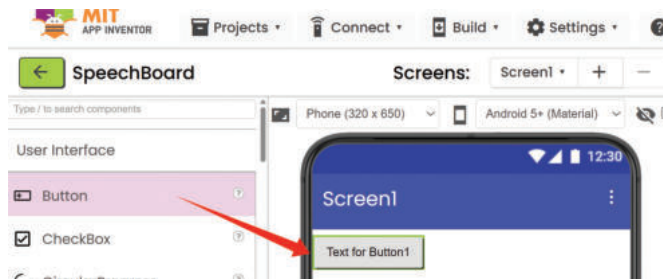 MIT
APP INVENTOR
Projects
Connect
Build
Settings
SpeechBoard
Screens:
Screen1
Type / to search components
Phone (320 x 650)
Android 5+ (Material)
User Interface
12:30
Button
Screen1
CheckBox
Text for Button1